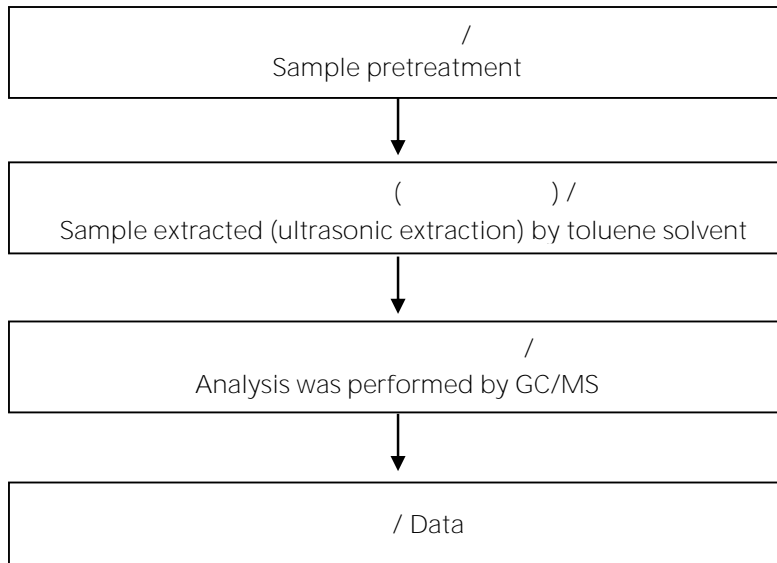 /
Sample pretreatment
( ) /
Sample extracted (ultrasonic extraction) by toluene solvent
/
Analysis was performed by GC/MS
/ Data